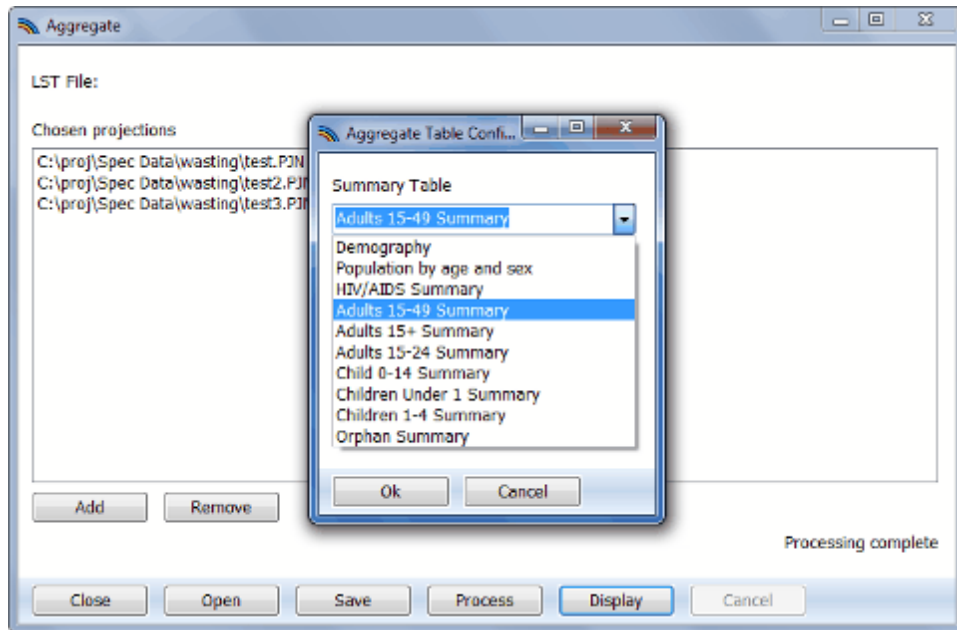 Aggregate
LST File:
Chosen projections
C:\proj\Spec Data\wasting\test.PJN
C:\proj\Spec Data\wasting\test2.PJN
C:\proj\Spec Data\wasting\test3.PJN
Aggregate Table Confi...
Summary Table
Adults 15-49 Summary
Demography
Population by age and sex
HIV/AIDS Summary
Adults 15-49 Summary
Adults 15+ Summary
Adults 15-24 Summary
Child 0-14 Summary
Children Under 1 Summary
Children 1-4 Summary
Orphan Summary
Ok Cancel
Add Remove
Processing complete
Close Open Save Process Display Cancel